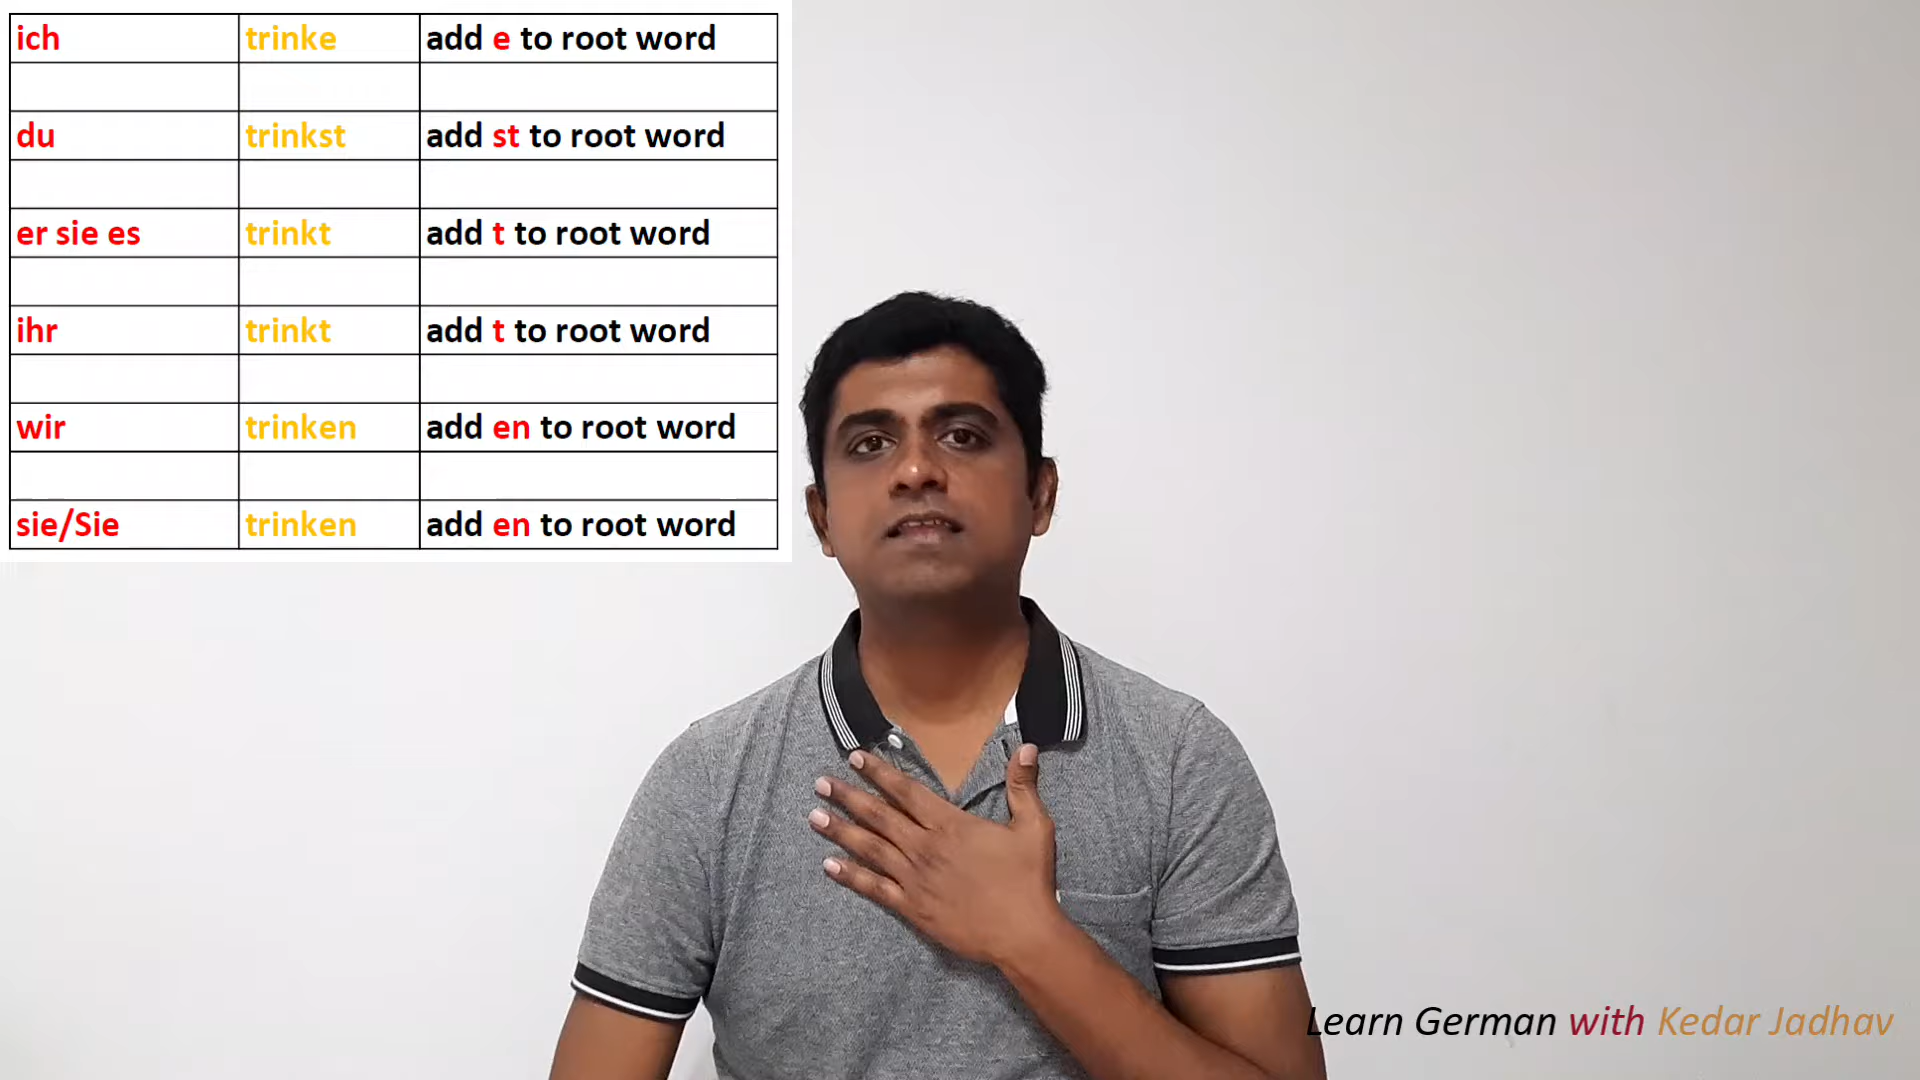 ich trinke add e to root word
du trinkst add st to root word
er sie es trinkt add t to root word
ihr trinkt add t to root word
wir trinken add en to root word
sie/Sie trinken add en to root word
Learn German with Kedar Jadhav